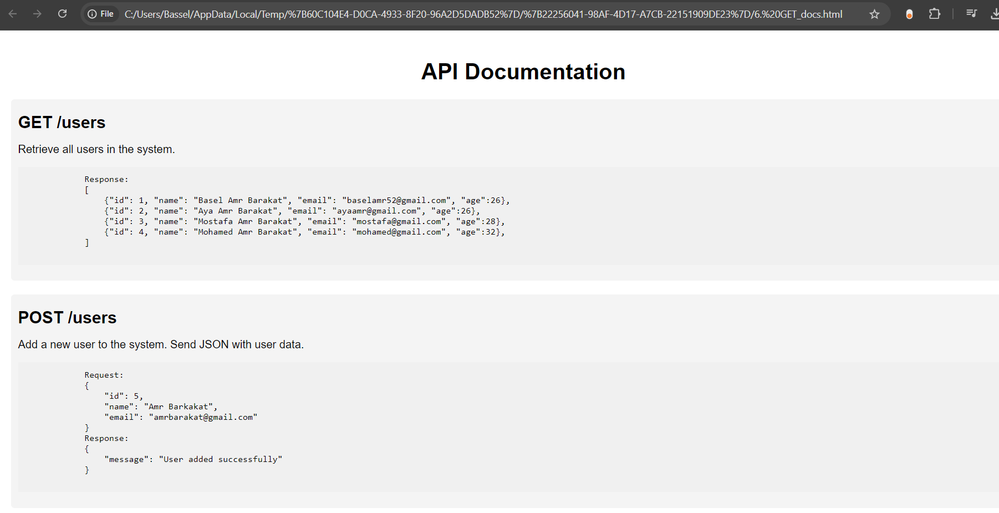 File C:/Users/Bassel/AppData/Local/Temp/%7B60C104E4-D0CA-4933-8F20-96A2D5DADB52%7D/%7B22256041-98AF-4D17-A7CB-22151909DE23%7D/6.%20GET_docs.html
API Documentation
GET /users
Retrieve all users in the system.
Response:
[
{"id": 1, "name": "Basel Amr Barakat", "email": "baselamr52@gmail.com", "age":26},
{"id": 2, "name": "Aya Amr Barakat", "email": "ayaamr@gmail.com", "age":26},
{"id": 3, "name": "Mostafa Amr Barakat", "email": "mostafa@gmail.com", "age":28},
{"id": 4, "name": "Mohamed Amr Barakat", "email": "mohamed@gmail.com", "age":32},
]
POST /users
Add a new user to the system. Send JSON with user data.
Request:
{
"id": 5,
"name": "Amr Barkakat",
"email": "amrbarakat@gmail.com"
}
Response:
{
"message": "User added successfully"
}